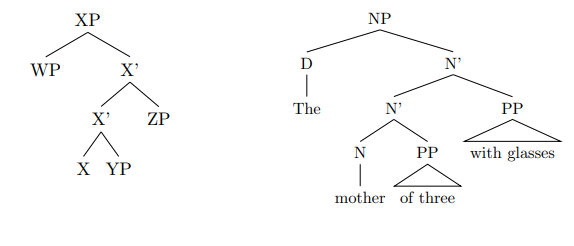 XP
WP X'
X' ZP
X YP
NP
D N'
The N' PP
N PP with glasses
mother of three